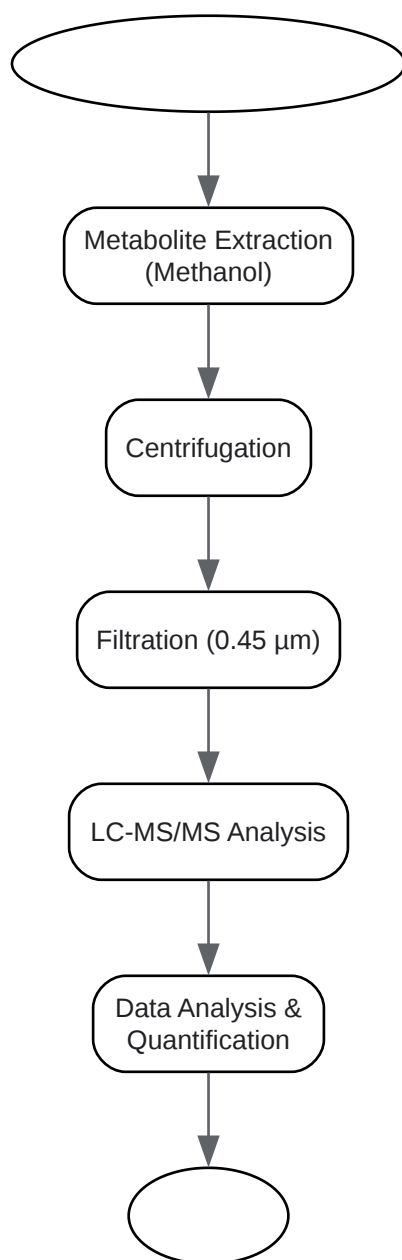 Metabolite Extraction
(Methanol)
Centrifugation
Filtration (0.45 µm)
LC-MS/MS Analysis
Data Analysis &
Quantification